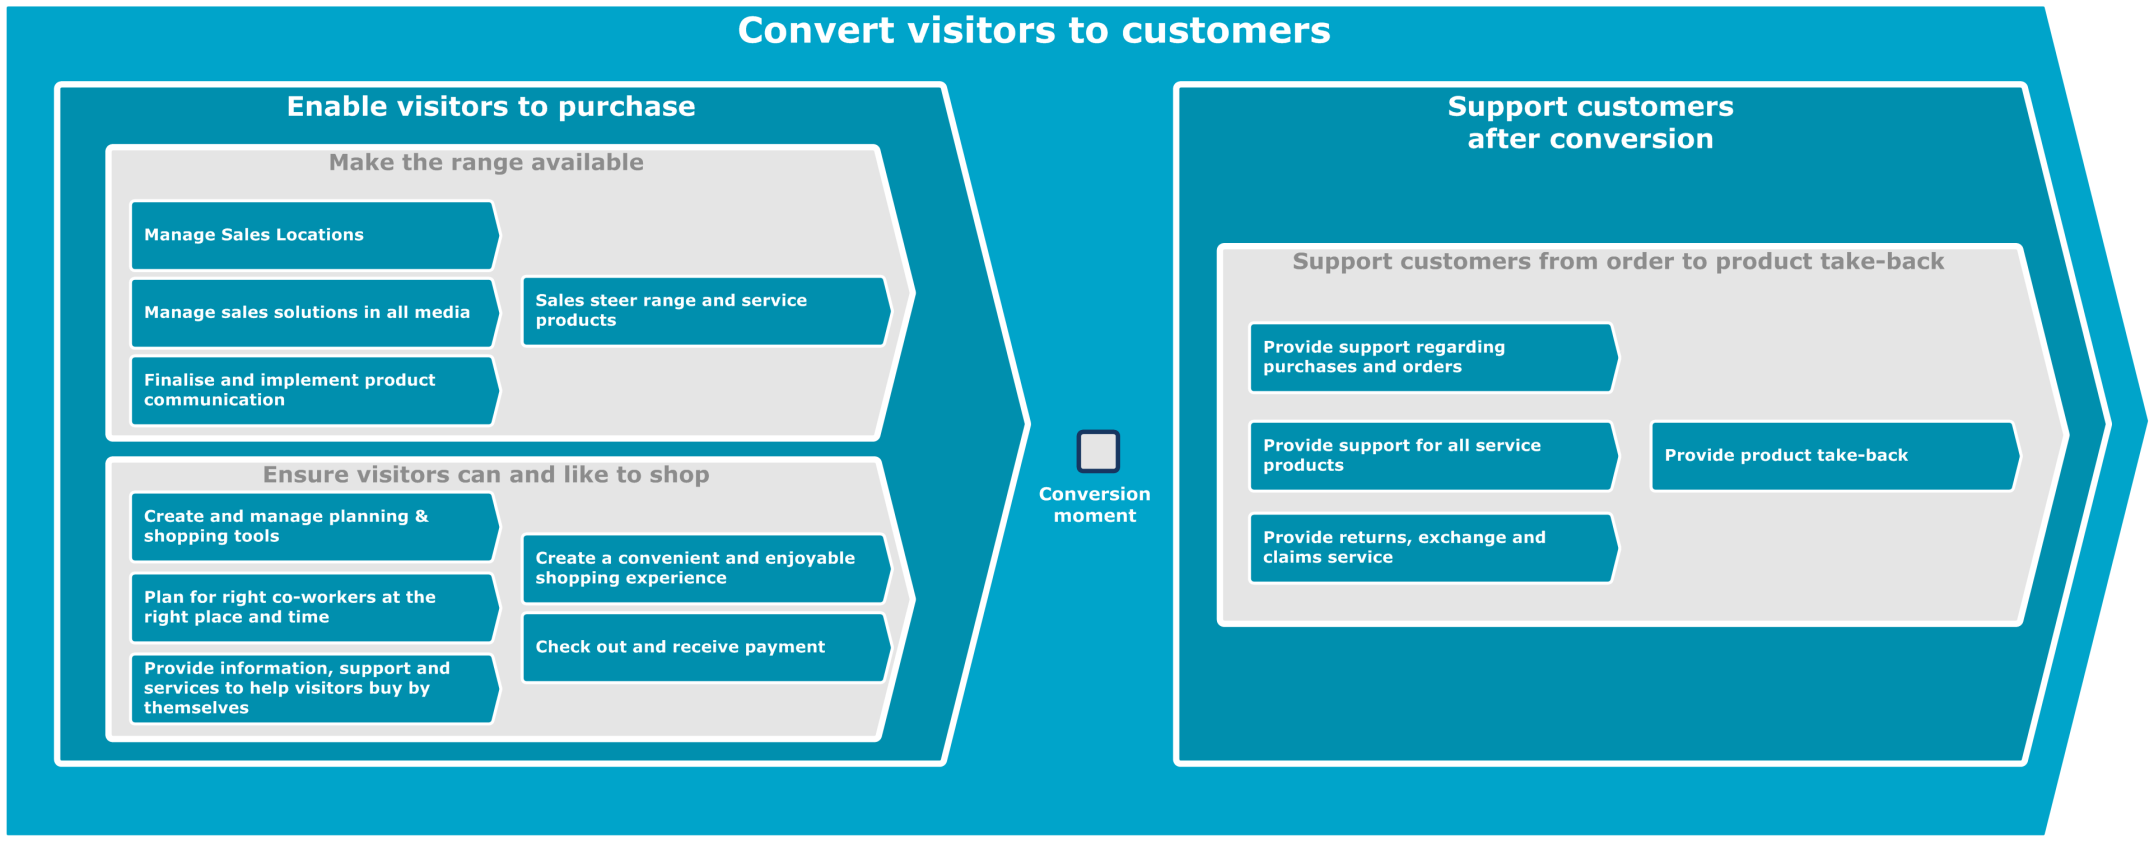 Convert visitors to customers
Enable visitors to purchase
Make the range available
Manage Sales Locations
Manage sales solutions in all media
Finalise and implement product
communication
Sales steer range and service
products
Ensure visitors can and like to shop
Create and manage planning &
shopping tools
Plan for right co-workers at the
right place and time
Provide information, support and
services to help visitors buy by
themselves
Create a convenient and enjoyable
shopping experience
Check out and receive payment
Conversion
moment
Support customers
after conversion
Support customers from order to product take-back
Provide support regarding
purchases and orders
Provide support for all service
products
Provide returns, exchange and
claims service
Provide product take-back